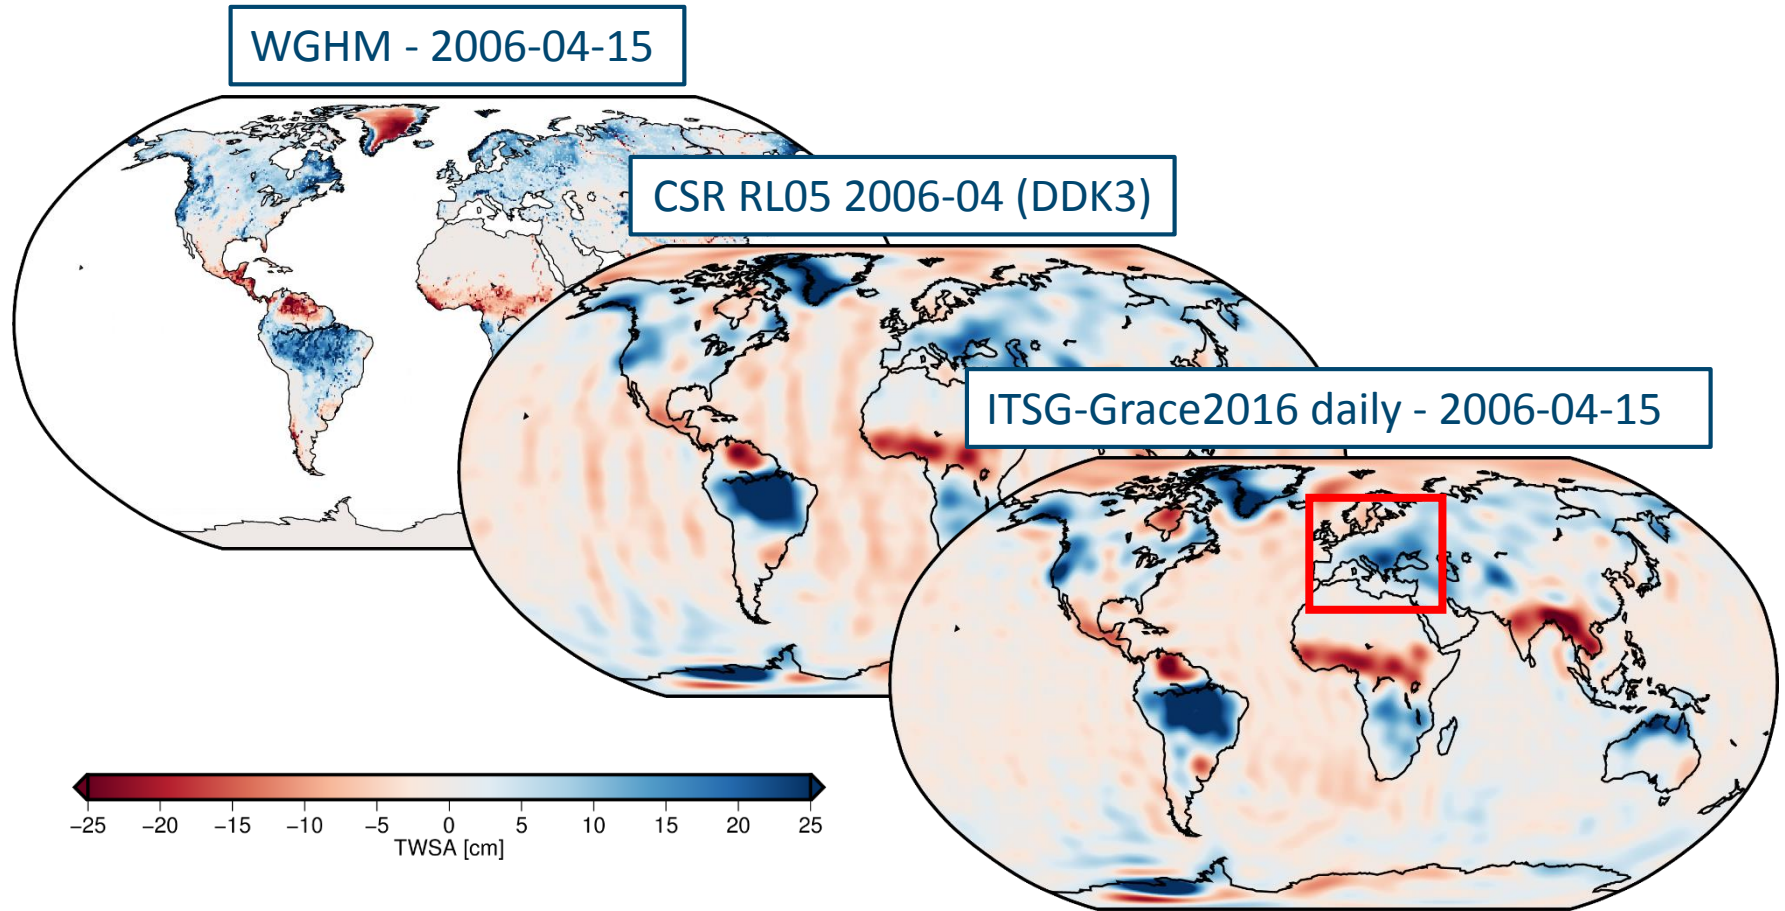 WGHM - 2006-04-15
CSR RL05 2006-04 (DDK3)
ITSG-Grace2016 daily - 2006-04-15
−25 −20 −15 −10 −5 0 5 10 15 20 25
TWSA [cm]